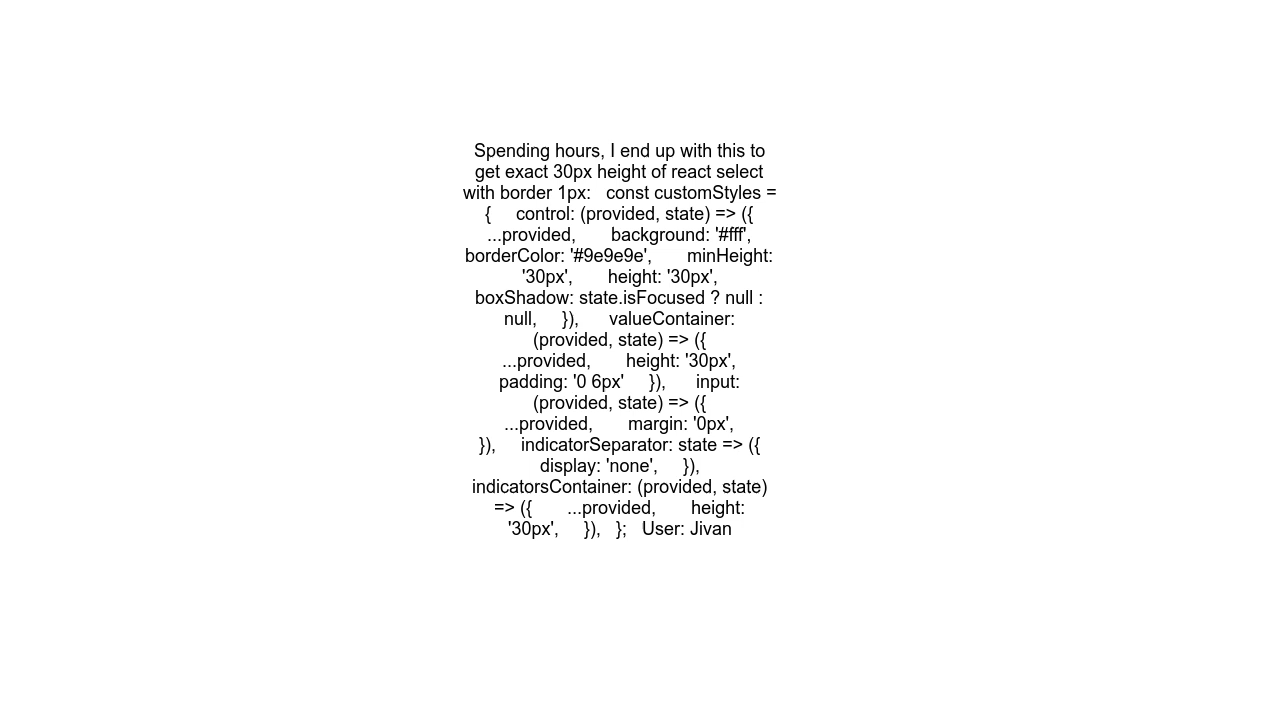 Spending hours, I end up with this to
get exact 30px height of react select
with border 1px:   const customStyles =
{     control: (provided, state) => ({
...provided,       background: '#fff',
borderColor: '#9e9e9e',       minHeight:
'30px',       height: '30px',
boxShadow: state.isFocused ? null :
null,     }),      valueContainer:
(provided, state) => ({
...provided,       height: '30px',
padding: '0 6px'     }),      input:
(provided, state) => ({
...provided,       margin: '0px',
}),     indicatorSeparator: state => ({
display: 'none',     }),
indicatorsContainer: (provided, state)
=> ({       ...provided,       height:
'30px',     }),   };   User: Jivan